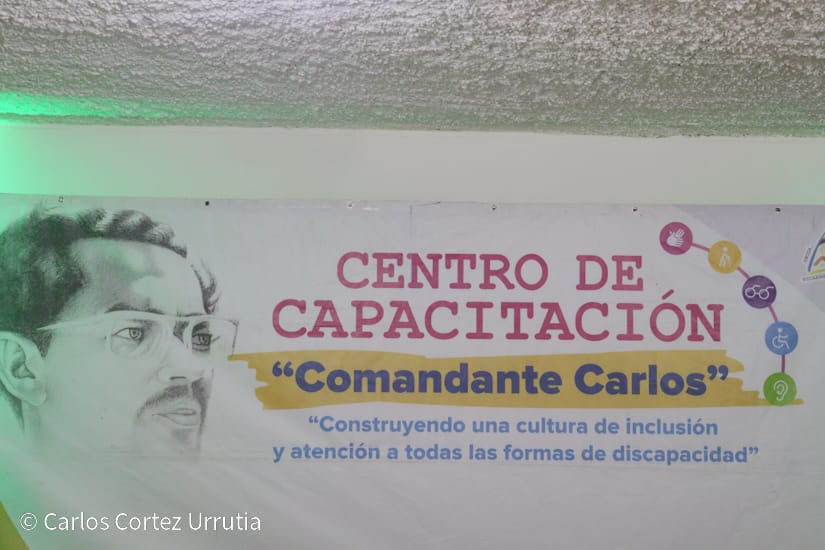 CENTRO DE
CAPACITACIÓN
“Comandante Carlos”
“Construyendo una cultura de inclusión
y atención a todas las formas de discapacidad”
© Carlos Cortez Urrutia